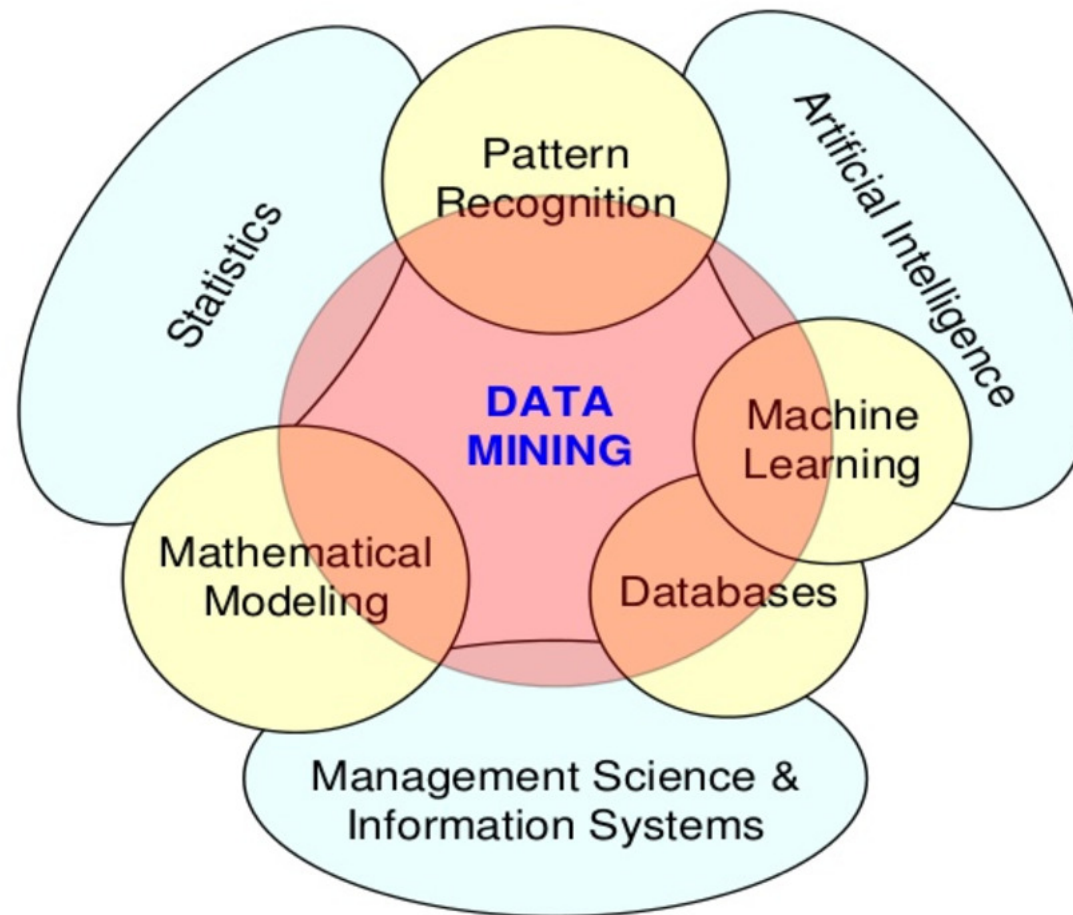 Pattern
Recognition
Statistics
Artificial Intelligence
DATA
MINING
Machine
Learning
Mathematical
Modeling
Databases
Management Science &
Information Systems